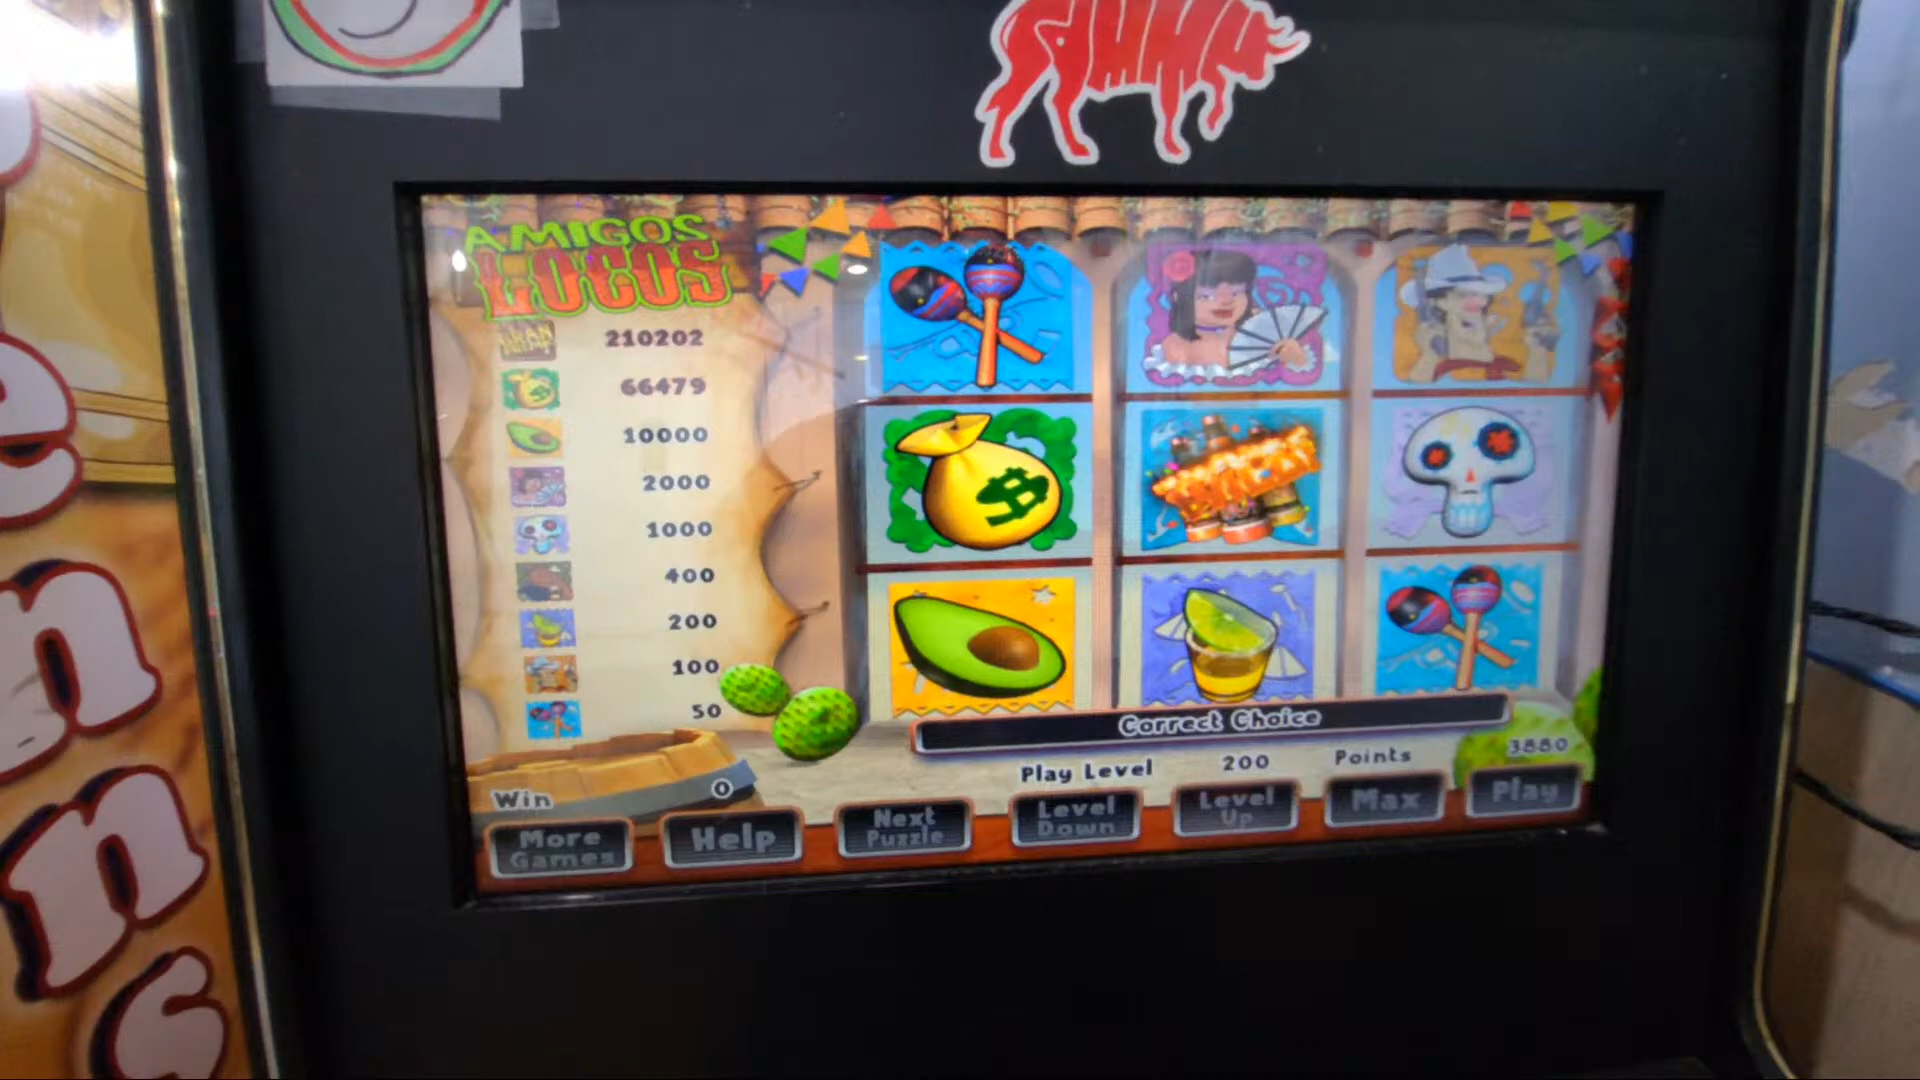 AMIGOS
LOCOS
210202
66479
10000
2000
1000
400
200
100
50
Correct Choice
Play Level 200 Points 3880
Win 0
More
Games
Help
Next
Puzzle
Level
Down
Level
Up
Max
Play
e
n
n
s